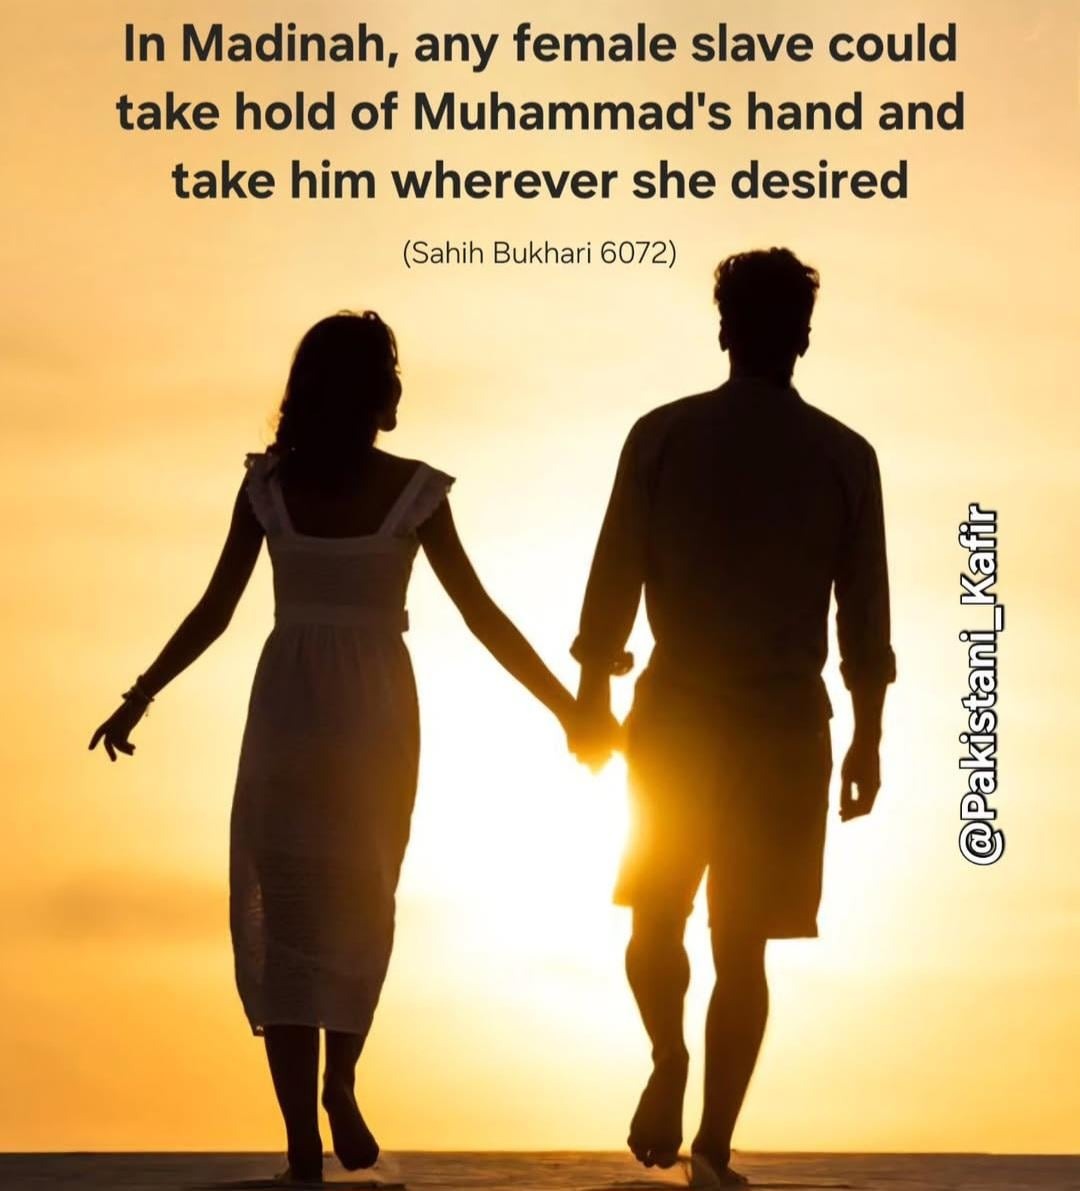 In Madinah, any female slave could
take hold of Muhammad's hand and
take him wherever she desired
(Sahih Bukhari 6072)
@Pakistani_Kafir